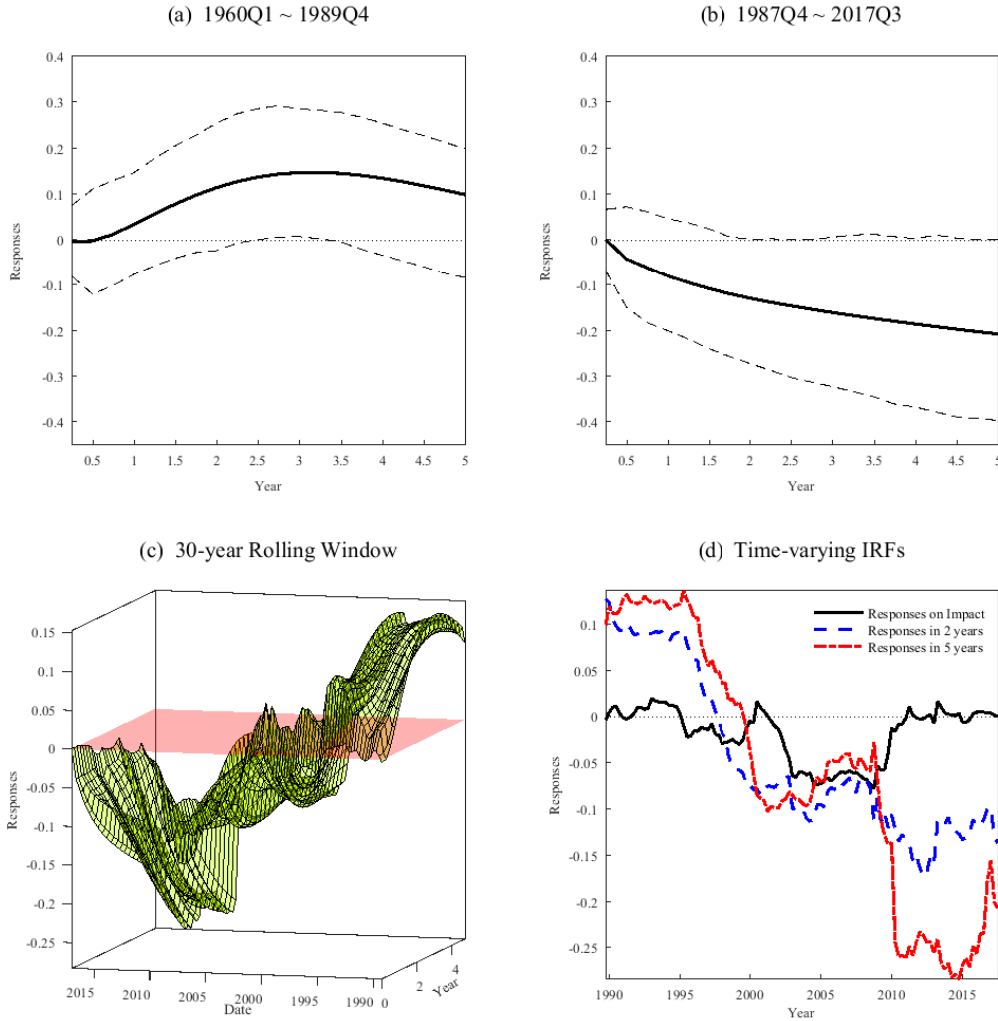 (a) 1960Q1 ~ 1989Q4
0.4
0.3
0.2
0.1
0
-0.1
-0.2
-0.3
-0.4
Responses
0.5 1 1.5 2 2.5 3 3.5 4 4.5 5
Year
(b) 1987Q4 ~ 2017Q3
0.4
0.3
0.2
0.1
0
-0.1
-0.2
-0.3
-0.4
Responses
0.5 1 1.5 2 2.5 3 3.5 4 4.5 5
Year
(c) 30-year Rolling Window
0.15
0.1
0.05
0
-0.05
-0.1
-0.15
-0.2
-0.25
Responses
2015 2010 2005 2000 1995 1990
Date
0 2 4
Year
(d) Time-varying IRFs
Responses on Impact
Responses in 2 years
Responses in 5 years
0.1
0.05
0
-0.05
-0.1
-0.15
-0.2
-0.25
Responses
1990 1995 2000 2005 2010 2015
Year